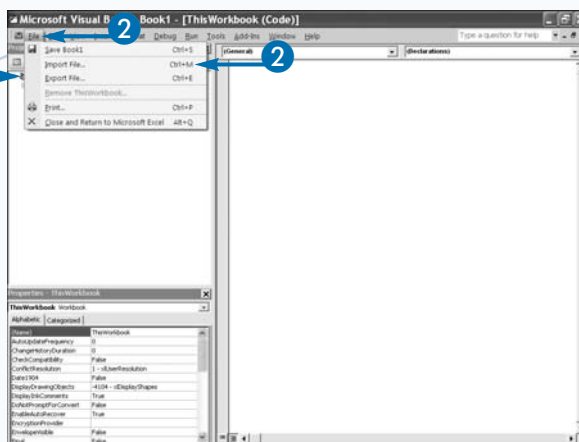 Microsoft Visual B Book1 - [ThisWorkbook (Code)]
File Debug Run Tools Add-Ins Window Help Type a question for help
2
Save Book1 Ctrl+S
Import File... Ctrl+M
2
Export File... Ctrl+E
Remove ThisWorkbook...
Print... Ctrl+P
Close and Return to Microsoft Excel Alt+Q
(General) (Declarations)
Properties - ThisWorkbook
ThisWorkbook Workbook
Alphabetic Categorized
(Name) ThisWorkbook
AutoUpdateFrequency 0
ChangeHistoryDuration 0
CheckCompatibility False
ConflictResolution 1 - xlUserResolution
Date1904 False
DisplayDrawingObjects -4104 - xlDisplayShapes
DisplayInkComments True
DoNotPromptForConvert False
EnableAutoRecover True
EncryptionProvider
EnvelopeVisible False
Final False